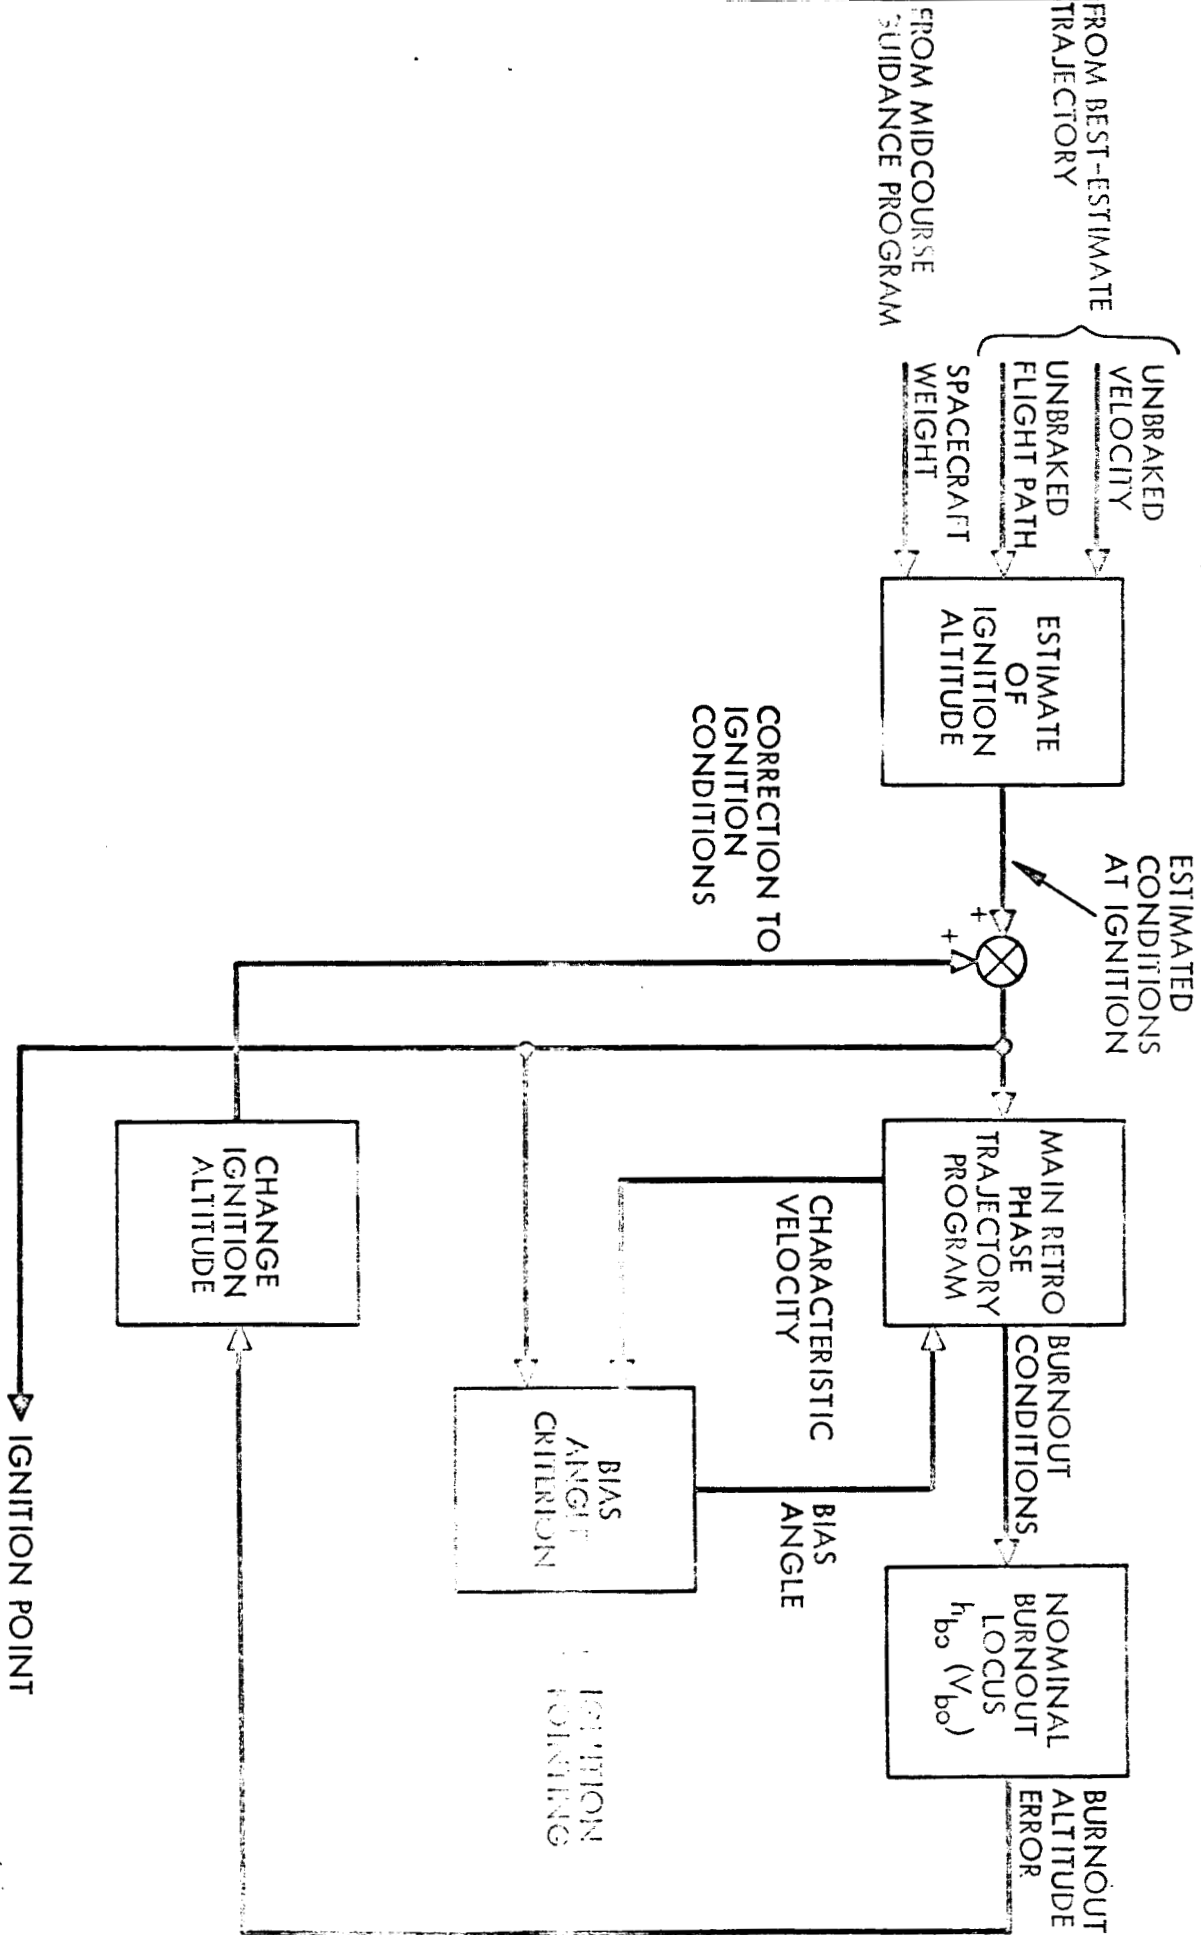 FROM BEST-ESTIMATE
TRAJECTORY
UNBRAKED
VELOCITY
UNBRAKED
FLIGHT PATH
FROM MIDCOURSE
GUIDANCE PROGRAM
SPACECRAFT
WEIGHT
ESTIMATE
OF
IGNITION
ALTITUDE
ESTIMATED
CONDITIONS
AT IGNITION
+
+
CORRECTION TO
IGNITION
CONDITIONS
MAIN RETRO
PHASE
TRAJECTORY
PROGRAM
BURNOUT
CONDITIONS
NOMINAL
BURNOUT
LOCUS
h_bo (V_bo)
BURNOUT
ALTITUDE
ERROR
CHARACTERISTIC
VELOCITY
BIAS
ANGLE
BIAS
ANGLE
CRITERION
IGNITION
POINTING
CHANGE
IGNITION
ALTITUDE
IGNITION POINT